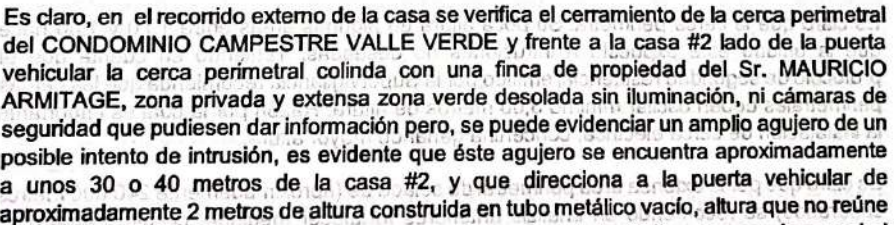 Es claro, en el recorrido externo de la casa se verifica el cerramiento de la cerca perimetral
del CONDOMINIO CAMPESTRE VALLE VERDE y frente a la casa #2 lado de la puerta
vehicular la cerca perimetral colinda con una finca de propiedad del Sr. MAURICIO
ARMITAGE, zona privada y extensa zona verde desolada sin iluminación, ni cámaras de
seguridad que pudiesen dar información pero, se puede evidenciar un amplio agujero de un
posible intento de intrusión, es evidente que éste agujero se encuentra aproximadamente
a unos 30 o 40 metros de la casa #2, y que direcciona a la puerta vehicular de
aproximadamente 2 metros de altura construida en tubo metálico vacío, altura que no reúne